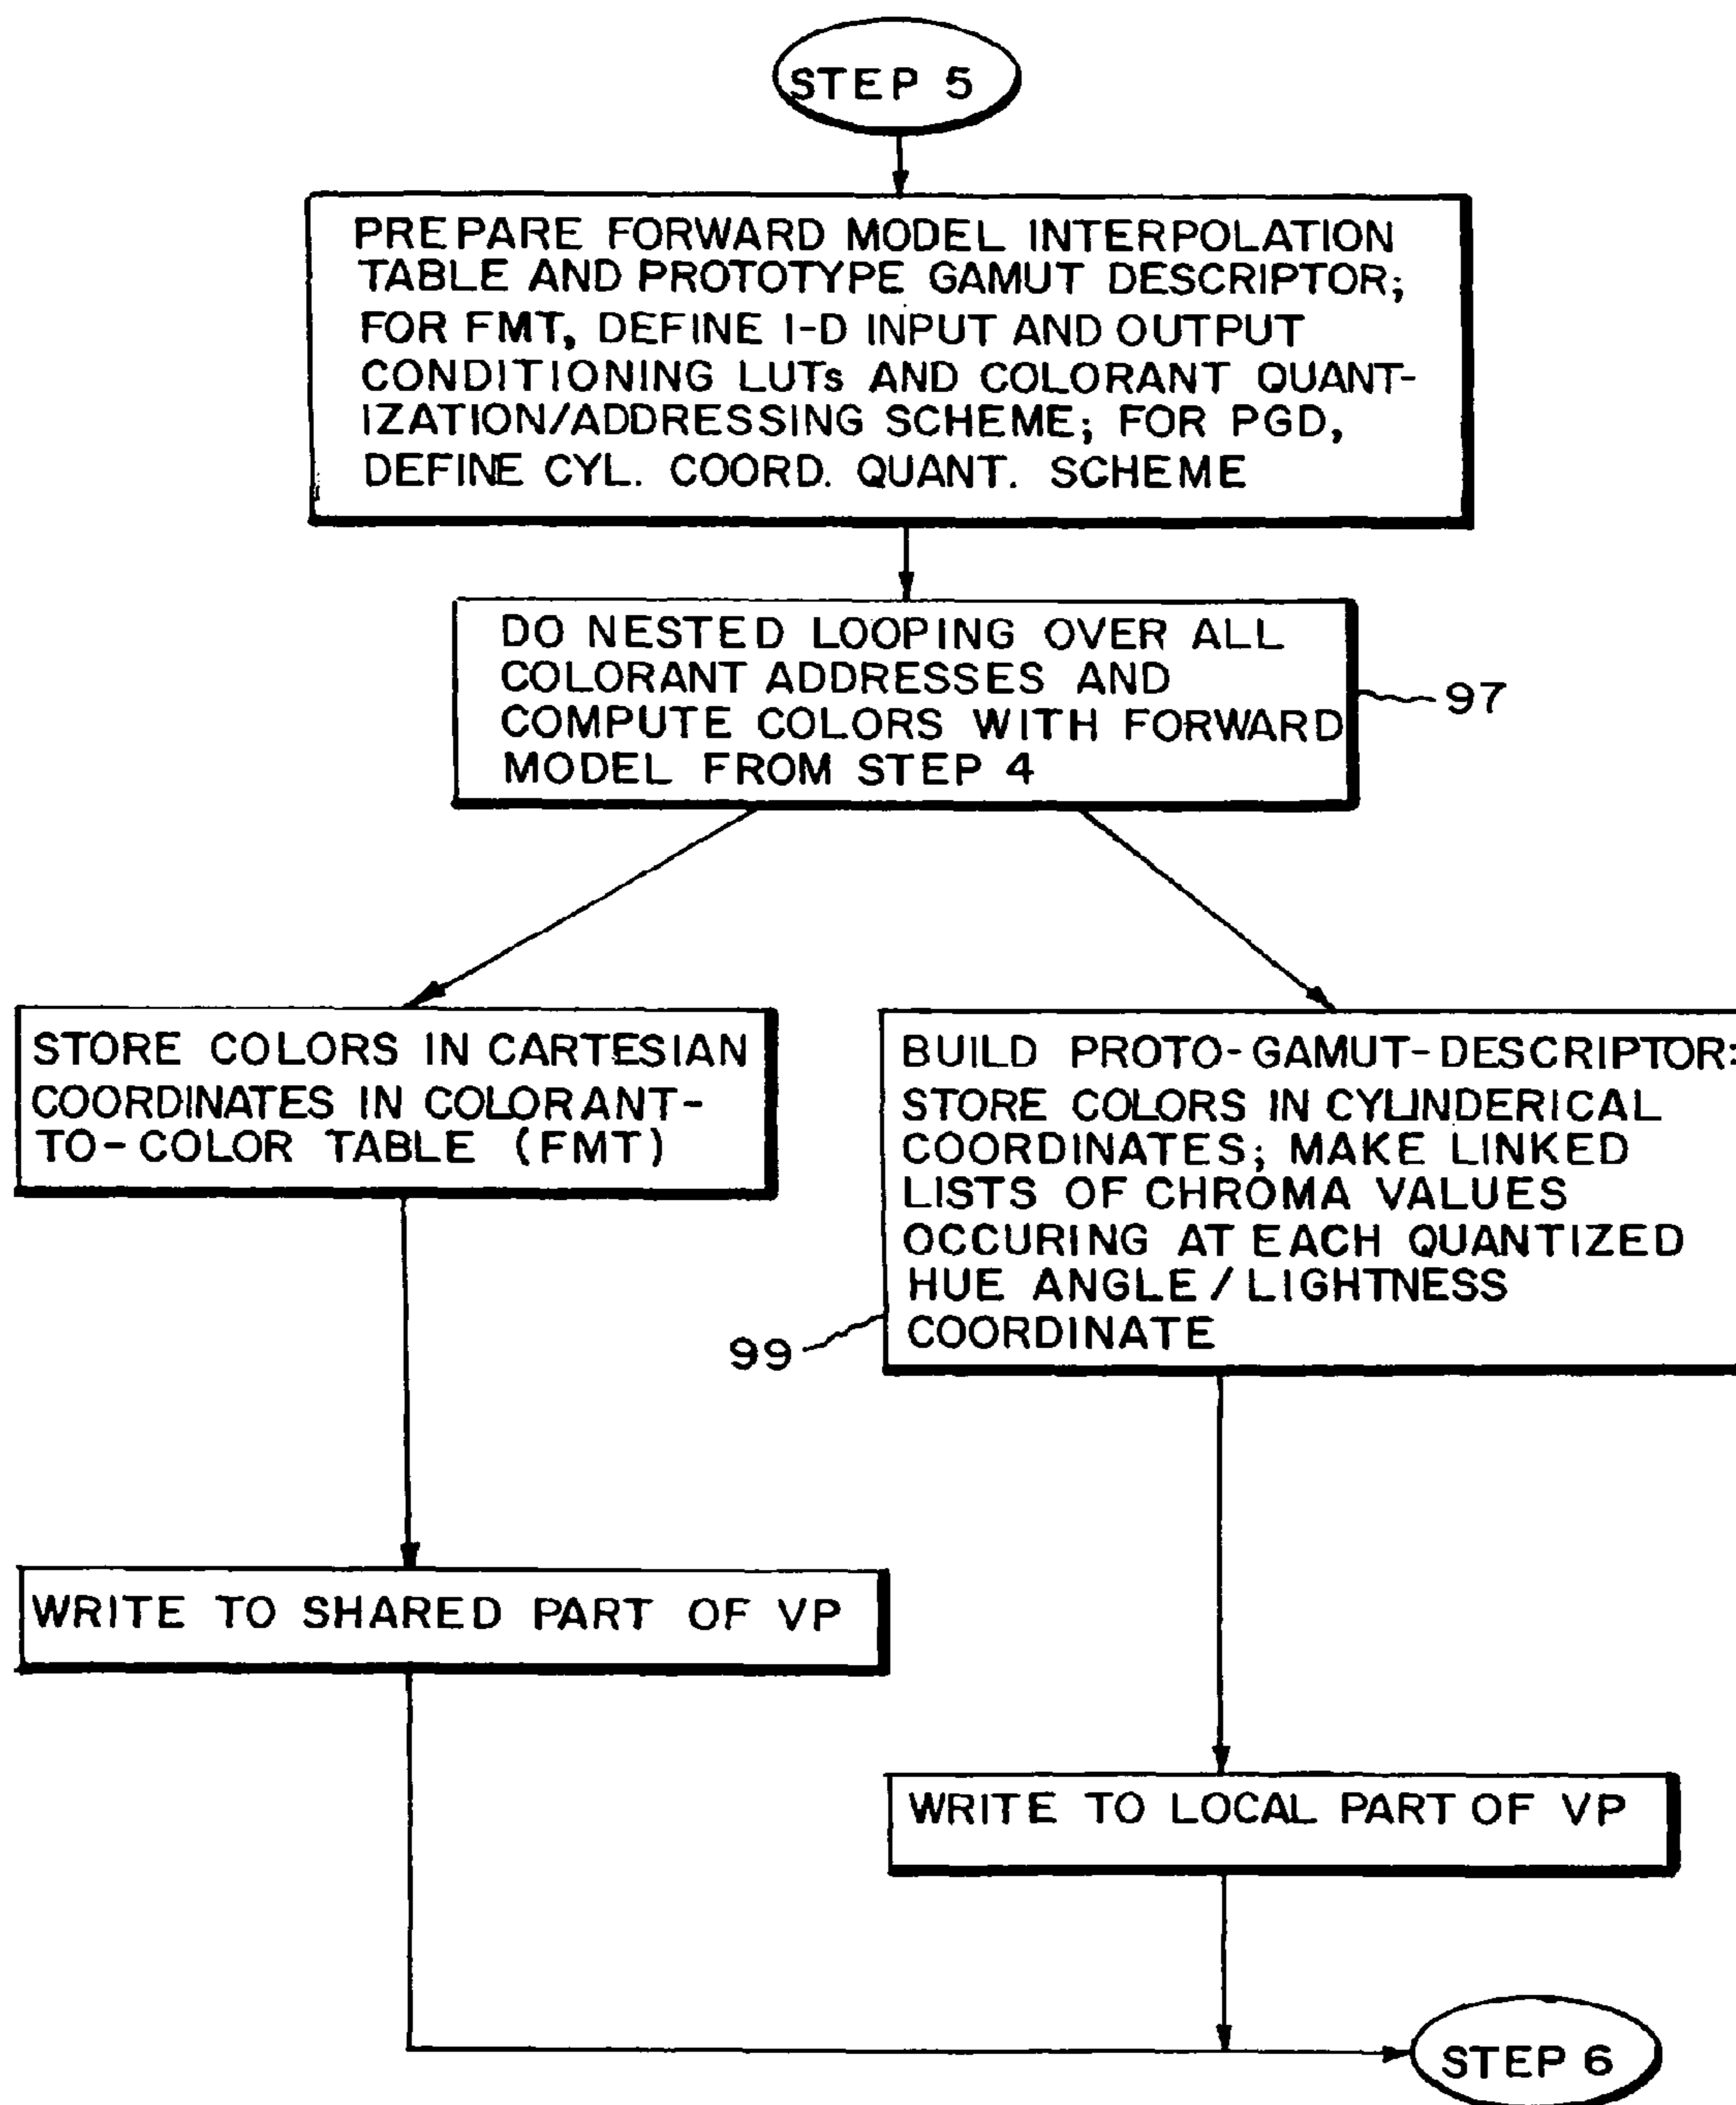 STEP 5
PREPARE FORWARD MODEL INTERPOLATION
TABLE AND PROTOTYPE GAMUT DESCRIPTOR;
FOR FMT, DEFINE 1-D INPUT AND OUTPUT
CONDITIONING LUTs AND COLORANT QUANT-
IZATION/ADDRESSING SCHEME; FOR PGD,
DEFINE CYL. COORD. QUANT. SCHEME
DO NESTED LOOPING OVER ALL
COLORANT ADDRESSES AND
COMPUTE COLORS WITH FORWARD
MODEL FROM STEP 4
97
STORE COLORS IN CARTESIAN
COORDINATES IN COLORANT-
TO-COLOR TABLE (FMT)
BUILD PROTO-GAMUT-DESCRIPTOR:
STORE COLORS IN CYLINDERICAL
COORDINATES; MAKE LINKED
LISTS OF CHROMA VALUES
OCCURING AT EACH QUANTIZED
HUE ANGLE/LIGHTNESS
COORDINATE
99
WRITE TO SHARED PART OF VP
WRITE TO LOCAL PART OF VP
STEP 6